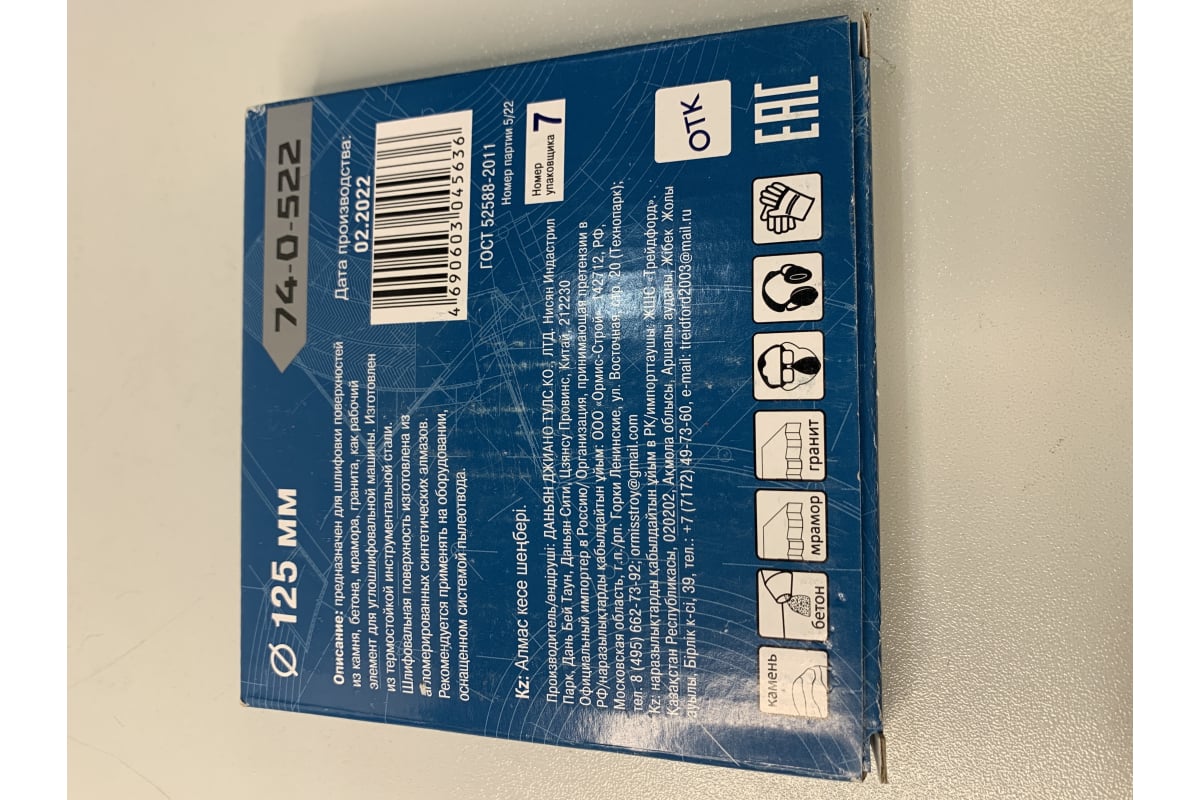 Ø 125 мм
74-0-522
Описание: предназначен для шлифовки поверхностей
из камня, бетона, мрамора, гранита, как рабочий
элемент для углошлифовальной машины. Изготовлен
из термостойкой инструментальной стали.
Шлифовальная поверхность изготовлена из
агломерированных синтетических алмазов.
Рекомендуется применять на оборудовании,
оснащенном системой пылеотвода.
Дата производства:
02.2022
4 690603 045636
ГОСТ 52588-2011
Номер партии 5/22
Номер
упаковщика 7
Kz: Алмас кесе шеңбері.
Производитель/өндіруші: ДАНЬЯН ДЖИАНО ТУЛС КО., ЛТД. Нисян Индастрил
Парк, Дань Бей Таун, Даньян Сити, Цзянсу Провинс, Китай, 212230
Официальный импортер в Россию/ Организация, принимающая претензии в
РФ/наразылықтарды қабылдайтын ұйым: ООО «Ормис-Строй», 142712, РФ,
Московская область, г.п./рп. Горки Ленинские, ул. Восточная, стр. 20 (Технопарк);
тел. 8 (495) 662-73-92; ormisstroy@gmail.com
Kz: наразылықтарды қабылдайтын ұйым в РК/импорттаушы: ЖШС «Трейдфорд».
Казақстан Республикасы, 020202, Ақмола облысы, Аршалы ауданы, Жібек Жолы
ауылы, Бірлік к-сі, 39, тел.: +7 (7172) 49-73-60, e-mail: treidford2003@mail.ru
ОТК
камень
бетон
мрамор
гранит
ЕАС